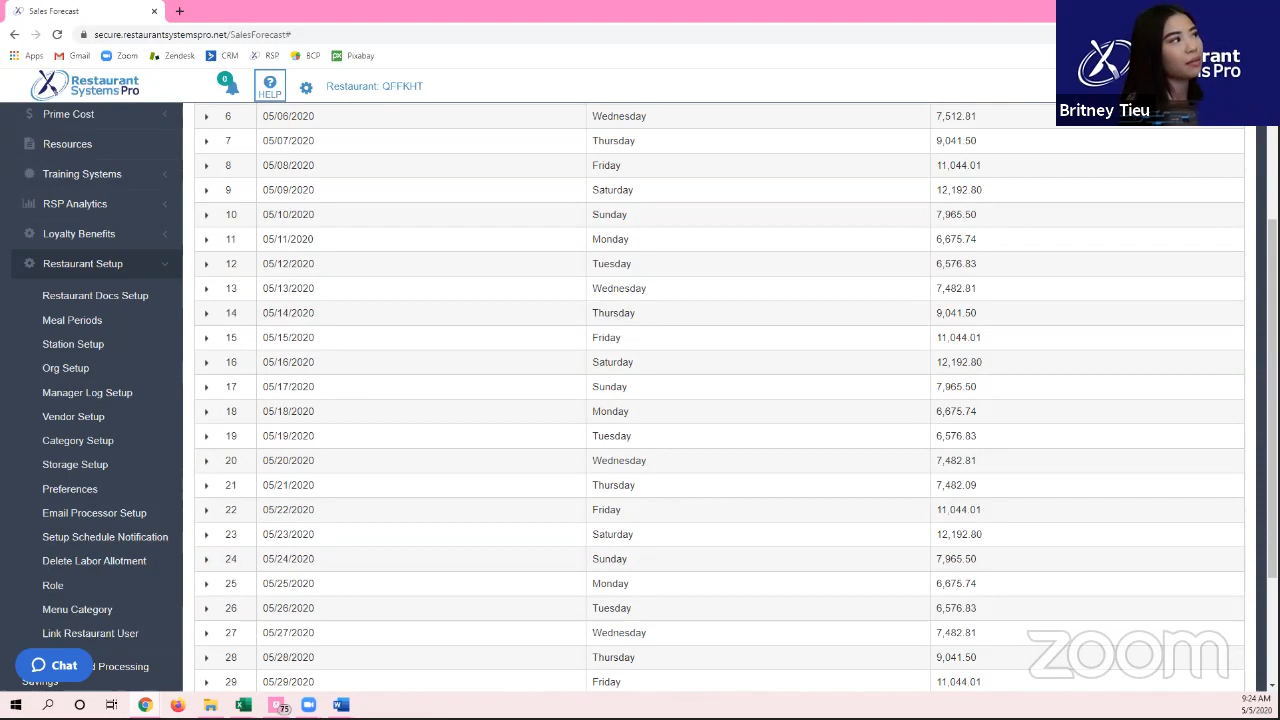 Sales Forecast
secure.restaurantsystemspro.net/SalesForecast#
Apps Gmail Zoom Zendesk CRM RSP BCP Pixabay
Restaurant
Systems Pro
0
HELP
Restaurant: QFFKHT
rant
Pro
Britney Tieu
Prime Cost
Resources
Training Systems
RSP Analytics
Loyalty Benefits
Restaurant Setup
Restaurant Docs Setup
Meal Periods
Station Setup
Org Setup
Manager Log Setup
Vendor Setup
Category Setup
Storage Setup
Preferences
Email Processor Setup
Setup Schedule Notification
Delete Labor Allotment
Role
Menu Category
Link Restaurant User
d Processing
Savings
Chat
6 05/06/2020 Wednesday 7,512.81
7 05/07/2020 Thursday 9,041.50
8 05/08/2020 Friday 11,044.01
9 05/09/2020 Saturday 12,192.80
10 05/10/2020 Sunday 7,965.50
11 05/11/2020 Monday 6,675.74
12 05/12/2020 Tuesday 6,576.83
13 05/13/2020 Wednesday 7,482.81
14 05/14/2020 Thursday 9,041.50
15 05/15/2020 Friday 11,044.01
16 05/16/2020 Saturday 12,192.80
17 05/17/2020 Sunday 7,965.50
18 05/18/2020 Monday 6,675.74
19 05/19/2020 Tuesday 6,576.83
20 05/20/2020 Wednesday 7,482.81
21 05/21/2020 Thursday 7,482.09
22 05/22/2020 Friday 11,044.01
23 05/23/2020 Saturday 12,192.80
24 05/24/2020 Sunday 7,965.50
25 05/25/2020 Monday 6,675.74
26 05/26/2020 Tuesday 6,576.83
27 05/27/2020 Wednesday 7,482.81
28 05/28/2020 Thursday 9,041.50
29 05/29/2020 Friday 11,044.01
zoom
75
9:24 AM
5/5/2020